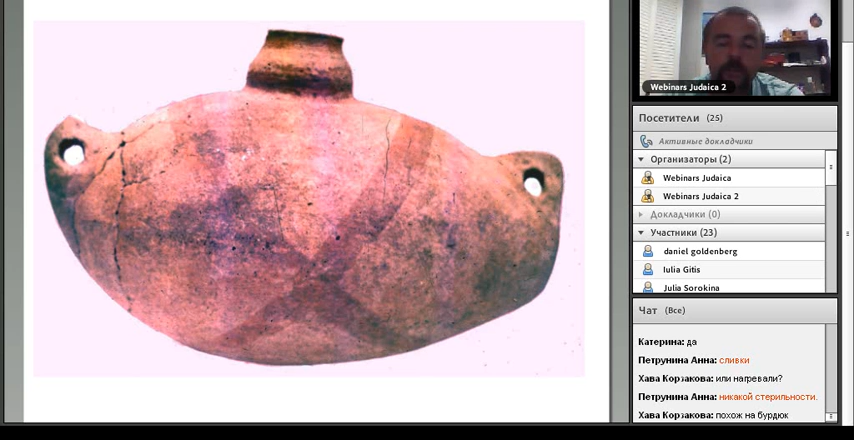 Webinars Judaica 2
Посетители (25)
Активные докладчики
Организаторы (2)
Webinars Judaica
Webinars Judaica 2
Докладчики (0)
Участники (23)
daniel goldenberg
Iulia Gitis
Julia Sorokina
Чат (Все)
Катерина: да
Петрунина Анна: сливки
Хава Корзакова: или нагревали?
Петрунина Анна: никакой стерильности.
Хава Корзакова: похож на бурдюк